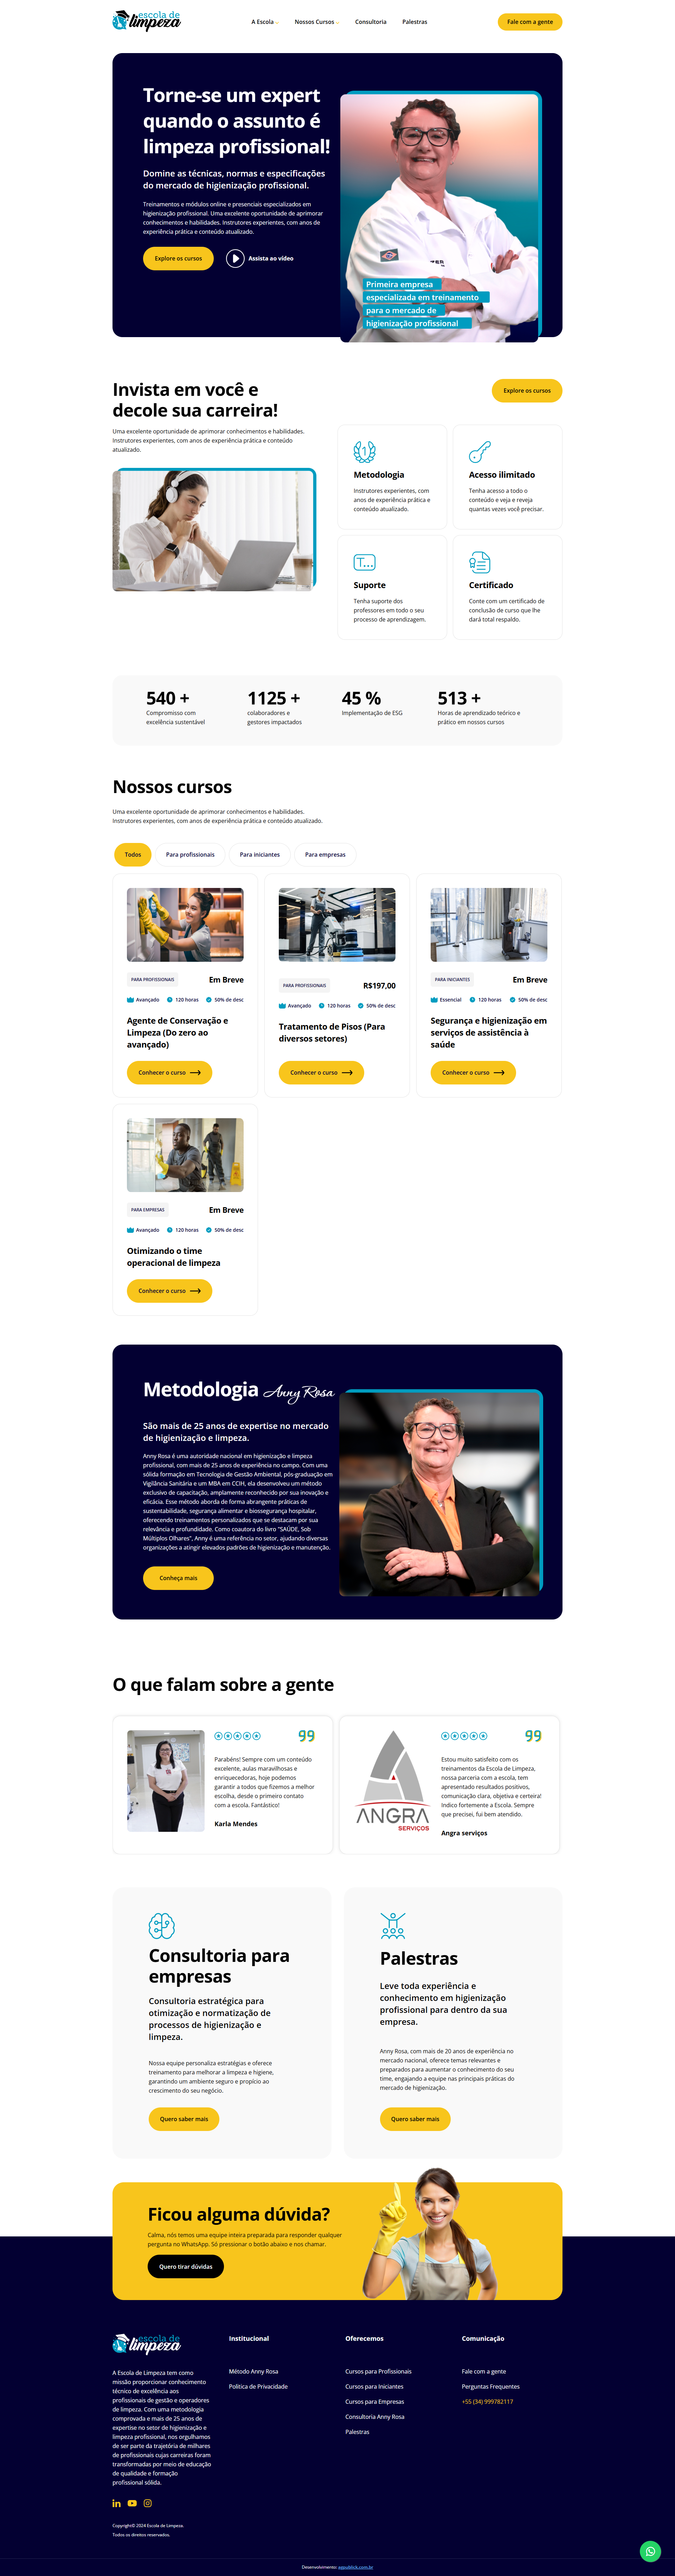 escola de
limpeza
A Escola
Nossos Cursos
Consultoria
Palestras
Fale com a gente
Torne-se um expert
quando o assunto é
limpeza profissional!
Domine as técnicas, normas e especificações
do mercado de higienização profissional.
Treinamentos e módulos online e presenciais especializados em
higienização profissional. Uma excelente oportunidade de aprimorar
conhecimentos e habilidades. Instrutores experientes, com anos de
experiência prática e conteúdo atualizado.
Explore os cursos
Assista ao vídeo
Primeira empresa
especializada em treinamento
para o mercado de
higienização profissional
Invista em você e
decole sua carreira!
Uma excelente oportunidade de aprimorar conhecimentos e habilidades.
Instrutores experientes, com anos de experiência prática e conteúdo
atualizado.
Explore os cursos
Metodologia
Instrutores experientes, com
anos de experiência prática e
conteúdo atualizado.
Acesso ilimitado
Tenha acesso a todo o
conteúdo e veja e reveja
quantas vezes você precisar.
Suporte
Tenha suporte dos
professores em todo o seu
processo de aprendizagem.
Certificado
Conte com um certificado de
conclusão de curso que lhe
dará total respaldo.
540 +
Compromisso com
excelência sustentável
1125 +
colaboradores e
gestores impactados
45 %
Implementação de ESG
513 +
Horas de aprendizado teórico e
prático em nossos cursos
Nossos cursos
Uma excelente oportunidade de aprimorar conhecimentos e habilidades.
Instrutores experientes, com anos de experiência prática e conteúdo atualizado.
Todos
Para profissionais
Para iniciantes
Para empresas
PARA PROFISSIONAIS
Em Breve
Avançado
120 horas
50% de desc
Agente de Conservação e
Limpeza (Do zero ao
avançado)
Conhecer o curso
PARA PROFISSIONAIS
R$197,00
Avançado
120 horas
50% de desc
Tratamento de Pisos (Para
diversos setores)
Conhecer o curso
PARA INICIANTES
Em Breve
Essencial
120 horas
50% de desc
Segurança e higienização em
serviços de assistência à
saúde
Conhecer o curso
PARA EMPRESAS
Em Breve
Avançado
120 horas
50% de desc
Otimizando o time
operacional de limpeza
Conhecer o curso
Metodologia Anny Rosa
São mais de 25 anos de expertise no mercado
de higienização e limpeza.
Anny Rosa é uma autoridade nacional em higienização e limpeza
profissional, com mais de 25 anos de experiência no campo. Com uma
sólida formação em Tecnologia de Gestão Ambiental, pós-graduação em
Vigilância Sanitária e um MBA em CCIH, ela desenvolveu um método
exclusivo de capacitação, amplamente reconhecido por sua inovação e
eficácia. Esse método aborda de forma abrangente práticas de
sustentabilidade, segurança alimentar e biossegurança hospitalar,
oferecendo treinamentos personalizados que se destacam por sua
relevância e profundidade. Como coautora do livro "SAÚDE, Sob
Múltiplos Olhares", Anny é uma referência no setor, ajudando diversas
organizações a atingir elevados padrões de higienização e manutenção.
Conheça mais
O que falam sobre a gente
Parabéns! Sempre com um conteúdo
excelente, aulas maravilhosas e
enriquecedoras, hoje podemos
garantir a todos que fizemos a melhor
escolha, desde o primeiro contato
com a escola. Fantástico!
Karla Mendes
ANGRA
SERVIÇOS
Estou muito satisfeito com os
treinamentos da Escola de Limpeza,
nossa parceria com a escola, tem
apresentado resultados positivos,
comunicação clara, objetiva e certeira!
Indico fortemente a Escola. Sempre
que precisei, fui bem atendido.
Angra serviços
Consultoria para
empresas
Consultoria estratégica para
otimização e normatização de
processos de higienização e
limpeza.
Nossa equipe personaliza estratégias e oferece
treinamento para melhorar a limpeza e higiene,
garantindo um ambiente seguro e propício ao
crescimento do seu negócio.
Quero saber mais
Palestras
Leve toda experiência e
conhecimento em higienização
profissional para dentro da sua
empresa.
Anny Rosa, com mais de 20 anos de experiência no
mercado nacional, oferece temas relevantes e
preparados para aumentar o conhecimento do seu
time, engajando a equipe nas principais práticas do
mercado de higienização.
Quero saber mais
Ficou alguma dúvida?
Calma, nós temos uma equipe inteira preparada para responder qualquer
pergunta no WhatsApp. Só pressionar o botão abaixo e nos chamar.
Quero tirar dúvidas
escola de
limpeza
A Escola de Limpeza tem como
missão proporcionar conhecimento
técnico de excelência aos
profissionais de gestão e operadores
de limpeza. Com uma metodologia
comprovada e mais de 25 anos de
expertise no setor de higienização e
limpeza profissional, nos orgulhamos
de ser parte da trajetória de milhares
de profissionais cujas carreiras foram
transformadas por meio de educação
de qualidade e formação
profissional sólida.
Copyright© 2024 Escola de Limpeza.
Todos os direitos reservados.
Institucional
Método Anny Rosa
Política de Privacidade
Oferecemos
Cursos para Profissionais
Cursos para Iniciantes
Cursos para Empresas
Consultoria Anny Rosa
Palestras
Comunicação
Fale com a gente
Perguntas Frequentes
+55 (34) 999782117
Desenvolvimento: agpublick.com.br